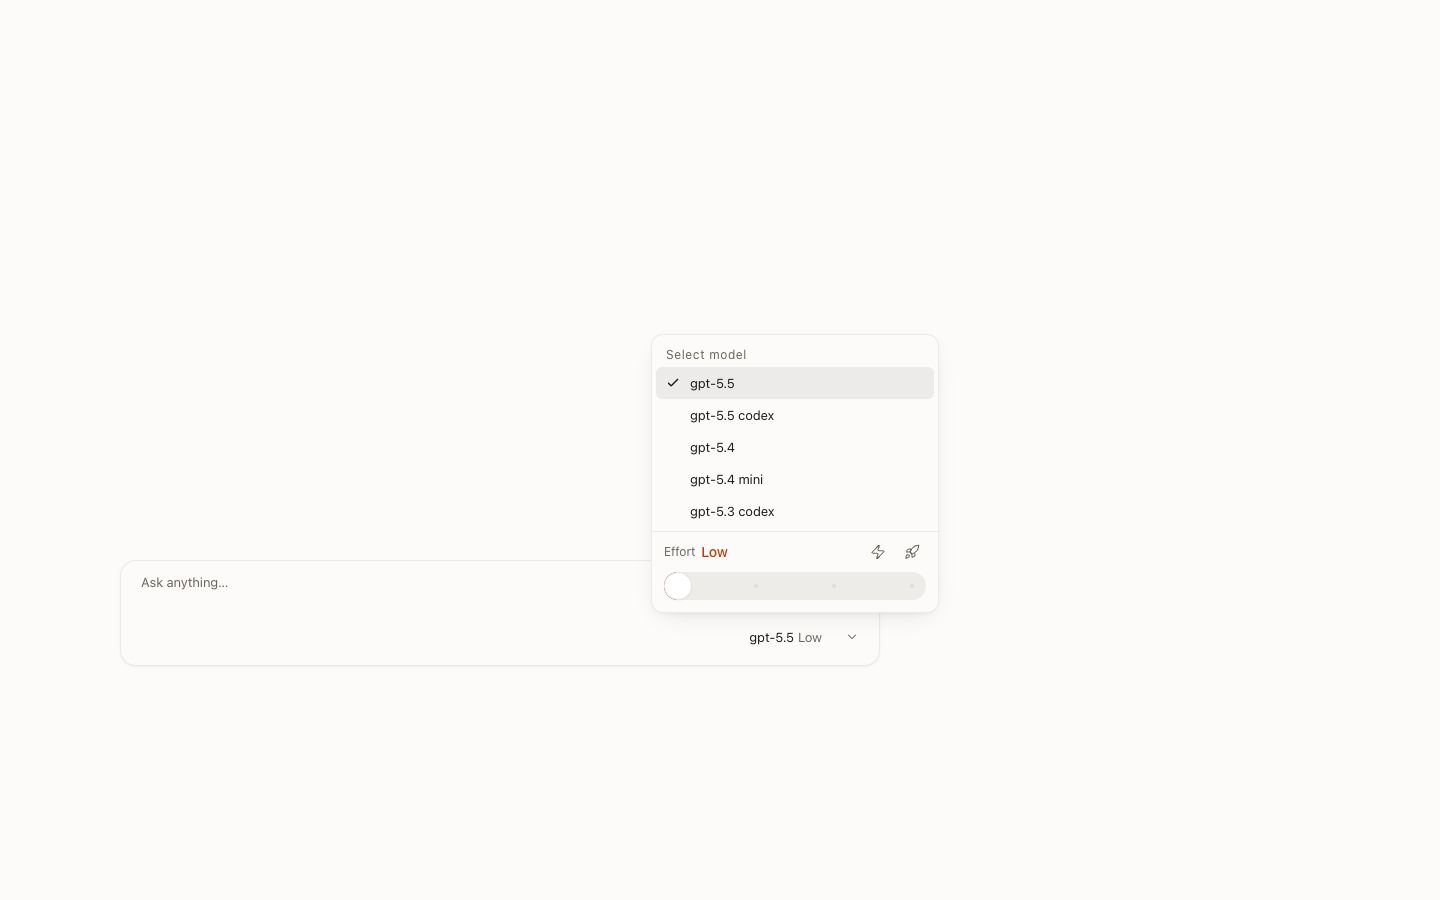 Select model
gpt-5.5
gpt-5.5 codex
gpt-5.4
gpt-5.4 mini
gpt-5.3 codex
Effort Low
Ask anything...
gpt-5.5 Low